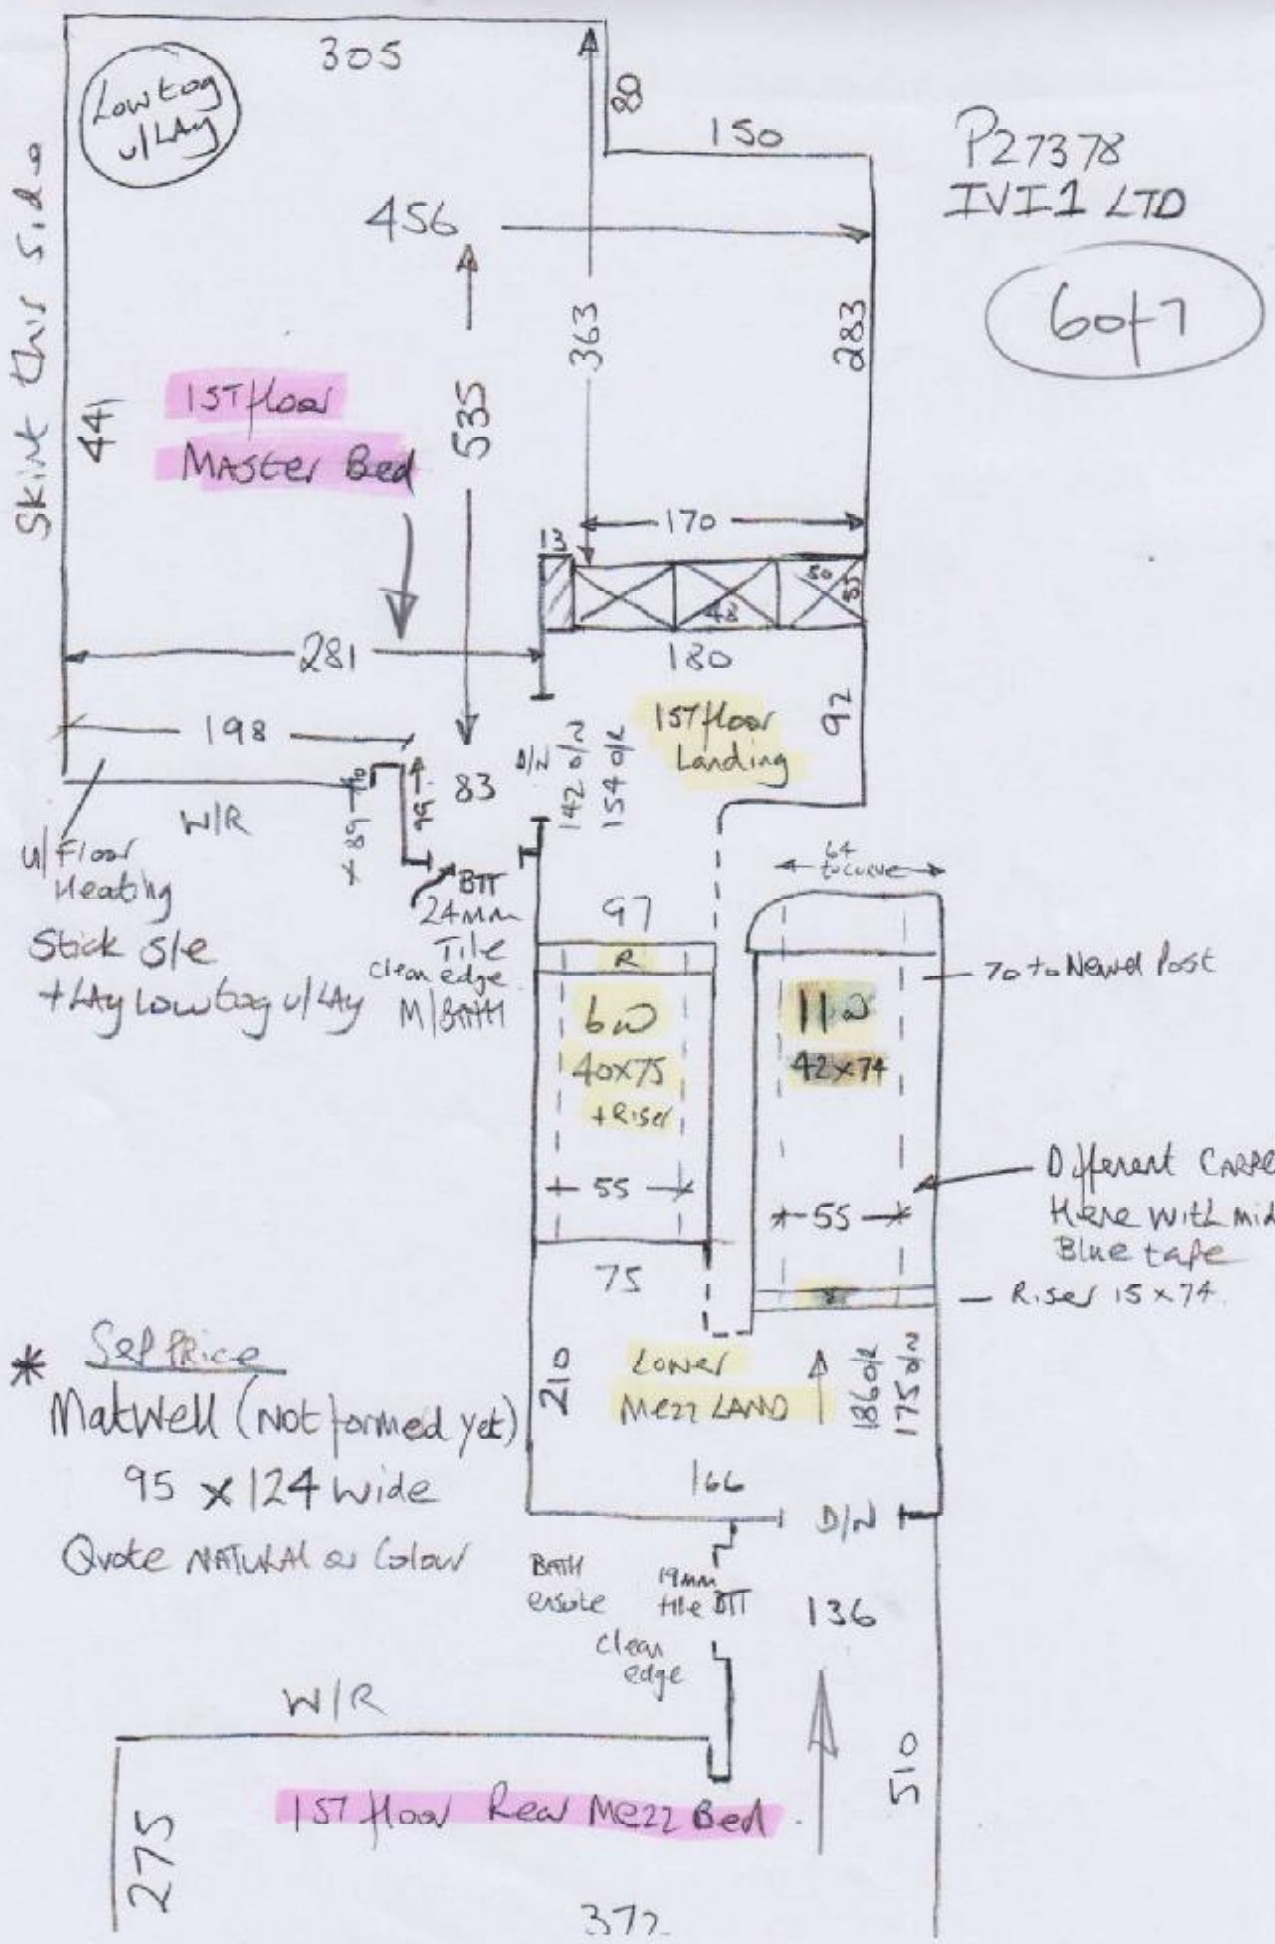 305
Low tog
u/LAy
80
150
P27378
IVI1 LTD
6of7
Skint this side
456
363
283
441
1ST floor
Master Bed
535
170
13
50
55
48
281
180
198
1ST floor
Landing
92
D/N
142 O/N
154 O/R
83
99
89
W/R
u/Floor
Heating
Stick s/e
+ LAy low tog u/LAy
BTT
24mm
Tile
clean edge
M/BATH
64
to curve
97
R
70 to Newel Post
6W
40x75
+ Riser
11W
42x74
55
55
Different CARPE
Here with mid
Blue tape
75
Riser 15 x 74
* Sep Price
Matwell (Not formed yet)
95 x 124 wide
Quote NATURAL or Colour
210
Lower
Mezz LAND
186 O/R
175 O/N
166
D/N
BATH
ensuite
19mm
tile BTT
clean
edge
136
W/R
510
1ST floor Rear Mezz Bed
275
372